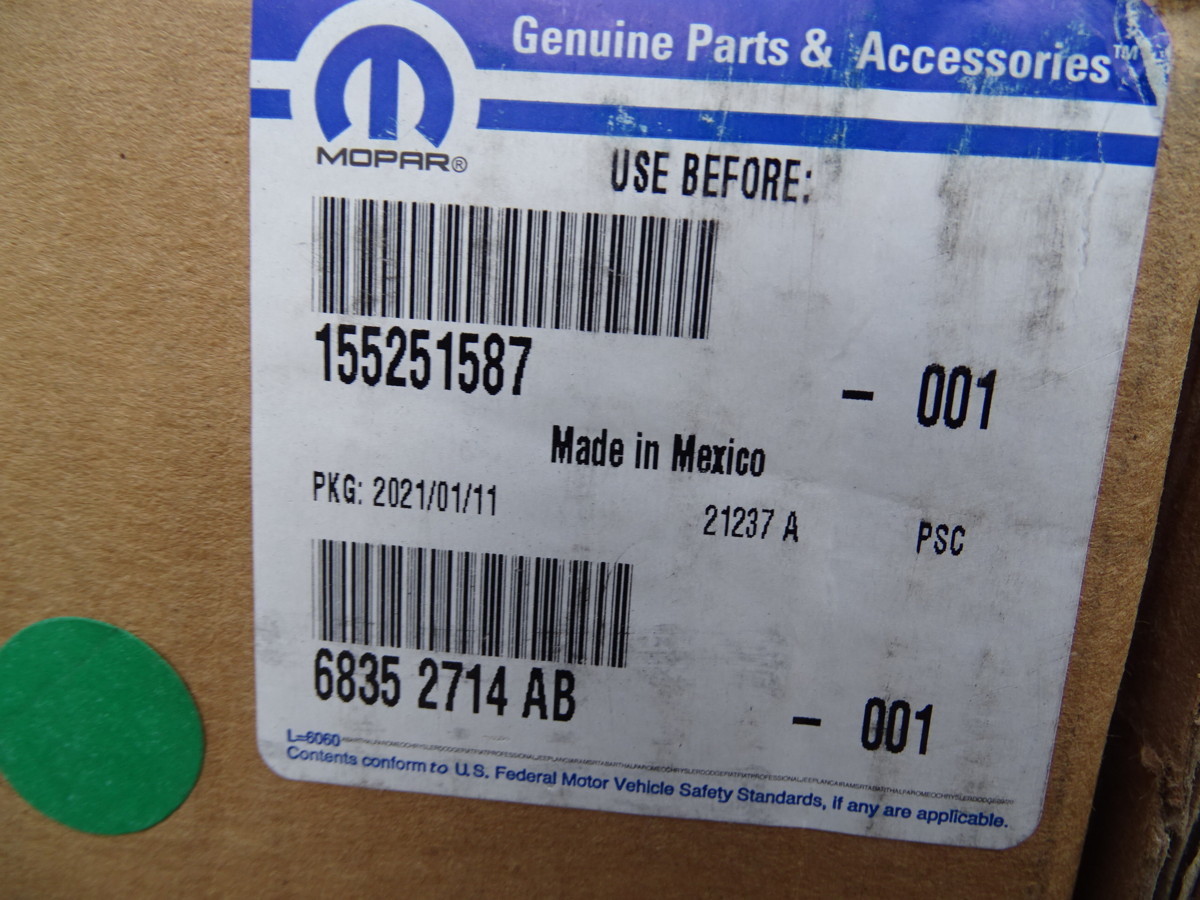 Genuine Parts & Accessories™
MOPAR®
USE BEFORE:
155251587 - 001
Made in Mexico
PKG: 2021/01/11 21237 A PSC
6835 2714 AB - 001
L=6060
Contents conform to U.S. Federal Motor Vehicle Safety Standards, if any are applicable.